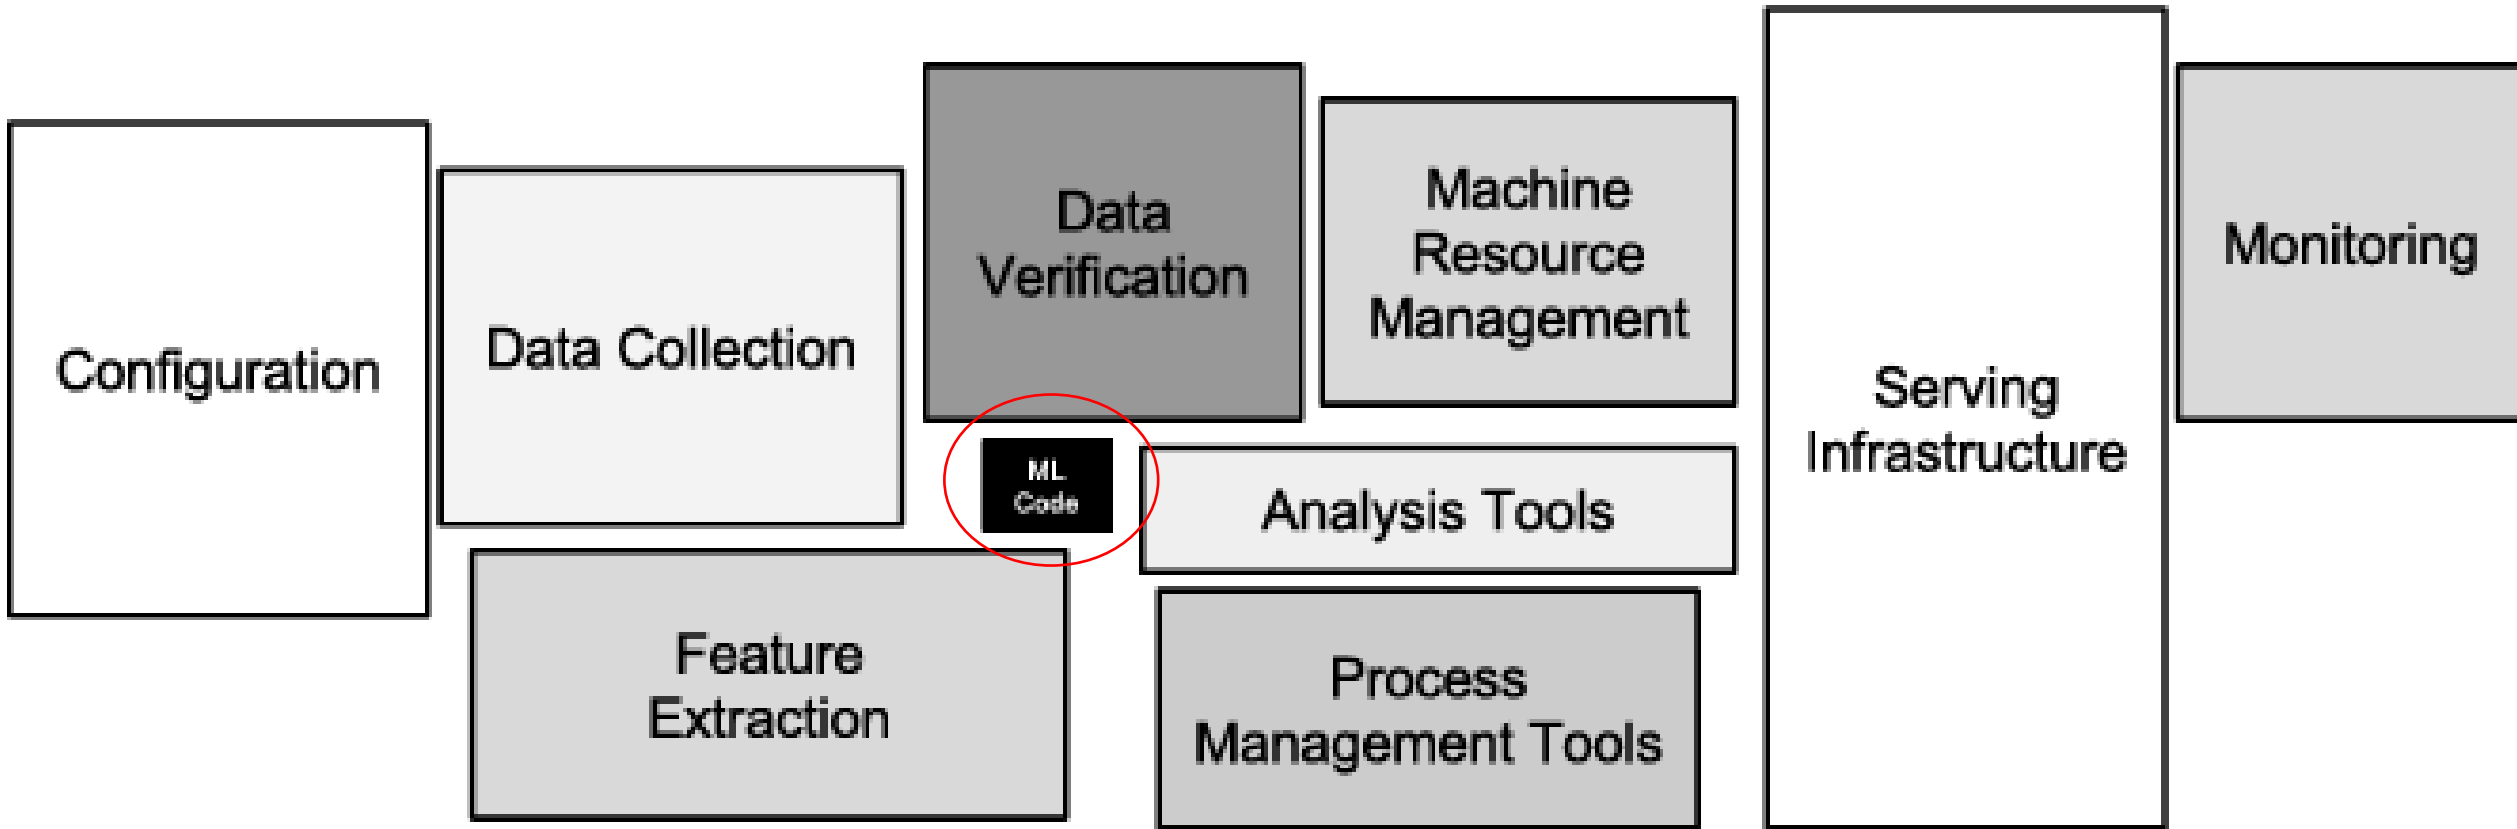 Configuration
Data Collection
Feature
Extraction
Data
Verification
ML
Code
Machine
Resource
Management
Analysis Tools
Process
Management Tools
Serving
Infrastructure
Monitoring